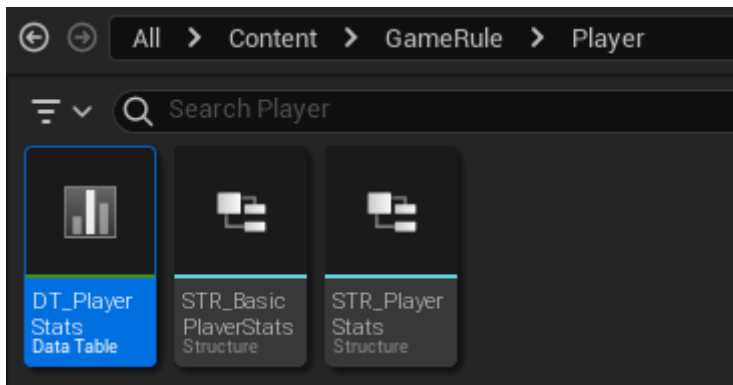 All > Content > GameRule > Player
Search Player
DT_Player
Stats
Data Table
STR_Basic
PlayerStats
Structure
STR_Player
Stats
Structure